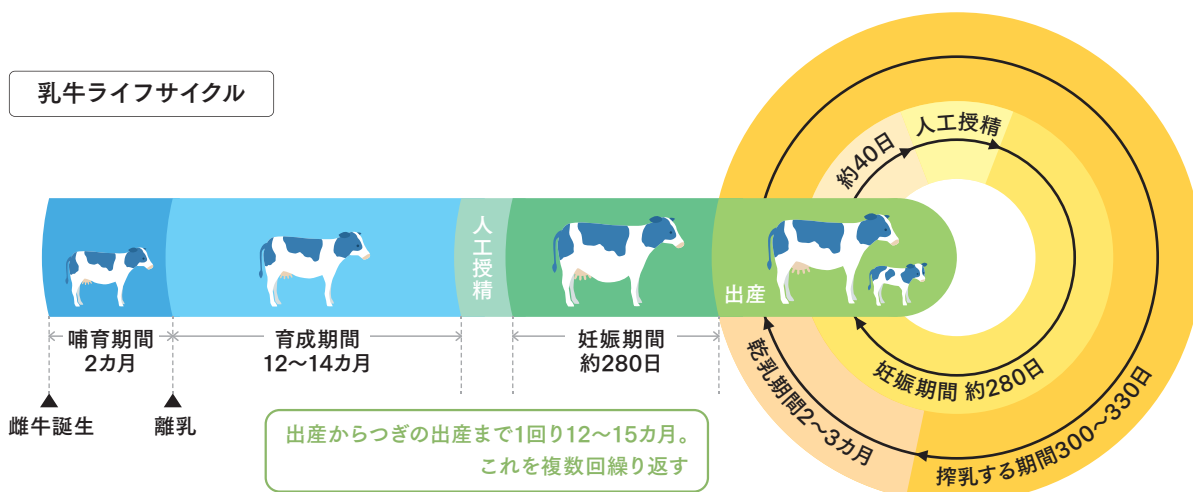 乳牛ライフサイクル
人工授精
出産
哺育期間
2カ月
育成期間
12〜14カ月
妊娠期間
約280日
雌牛誕生
離乳
出産からつぎの出産まで1回り12〜15カ月。
これを複数回繰り返す
約40日
人工授精
妊娠期間 約280日
乾乳期間2〜3カ月
搾乳する期間300〜330日